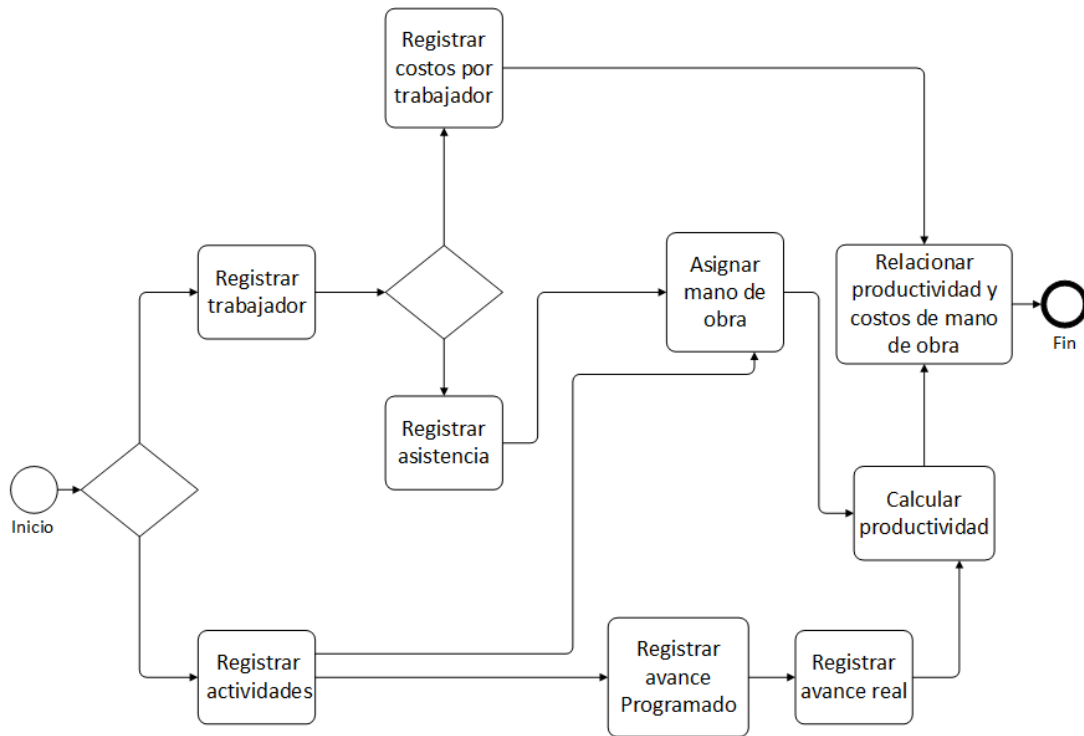 Registrar
costos por
trabajador
Registrar
trabajador
Asignar
mano de
obra
Relacionar
productividad y
costos de mano
de obra
Fin
Registrar
asistencia
Inicio
Calcular
productividad
Registrar
actividades
Registrar
avance
Programado
Registrar
avance real